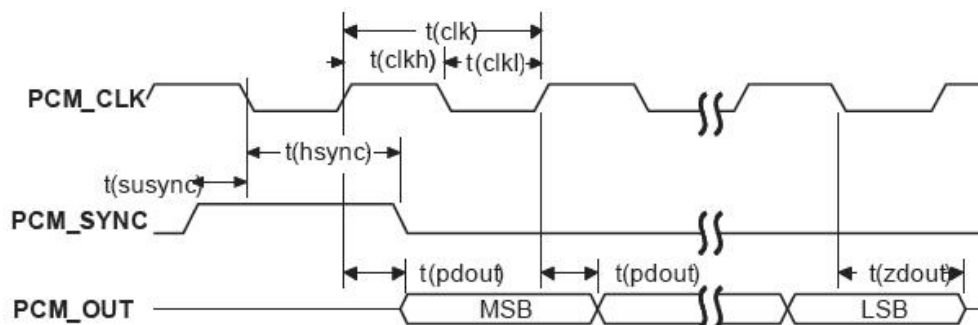 t(clk)
t(clkh)
t(clkl)
PCM_CLK
t(hsync)
t(susync)
PCM_SYNC
t(pdout)
t(pdout)
t(zdout)
PCM_OUT
MSB
LSB